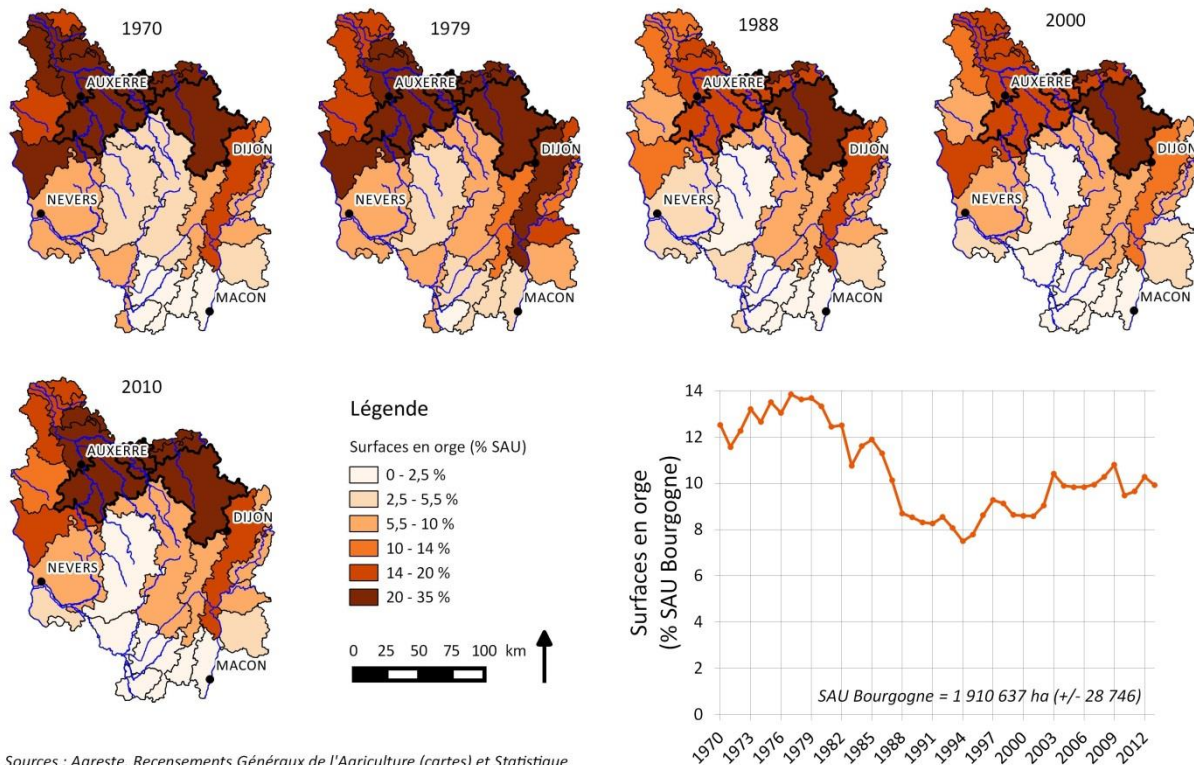 1970
AUXERRE
DIJON
NEVERS
MACON
1979
AUXERRE
DIJON
NEVERS
MACON
1988
AUXERRE
DIJON
NEVERS
MACON
2000
AUXERRE
DIJON
NEVERS
MACON
2010
AUXERRE
DIJON
NEVERS
MACON
Légende
Surfaces en orge (% SAU)
0 - 2,5 %
2,5 - 5,5 %
5,5 - 10 %
10 - 14 %
14 - 20 %
20 - 35 %
0 25 50 75 100 km
Surfaces en orge
(% SAU Bourgogne)
14
12
10
8
6
4
2
0
SAU Bourgogne = 1 910 637 ha (+/- 28 746)
1970 1973 1976 1979 1982 1985 1988 1991 1994 1997 2000 2003 2006 2009 2012
Sources : Agreste, Recensements Généraux de l'Agriculture (cartes) et Statistique